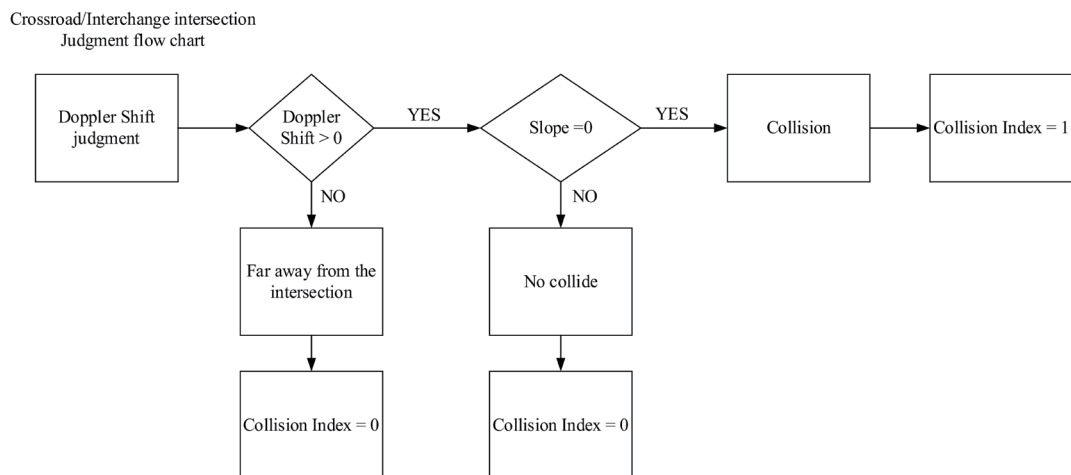 Crossroad/Interchange intersection
Judgment flow chart
Doppler Shift
judgment
Doppler
Shift > 0
YES
Slope =0
YES
Collision
Collision Index = 1
NO
NO
Far away from the
intersection
No collide
Collision Index = 0
Collision Index = 0